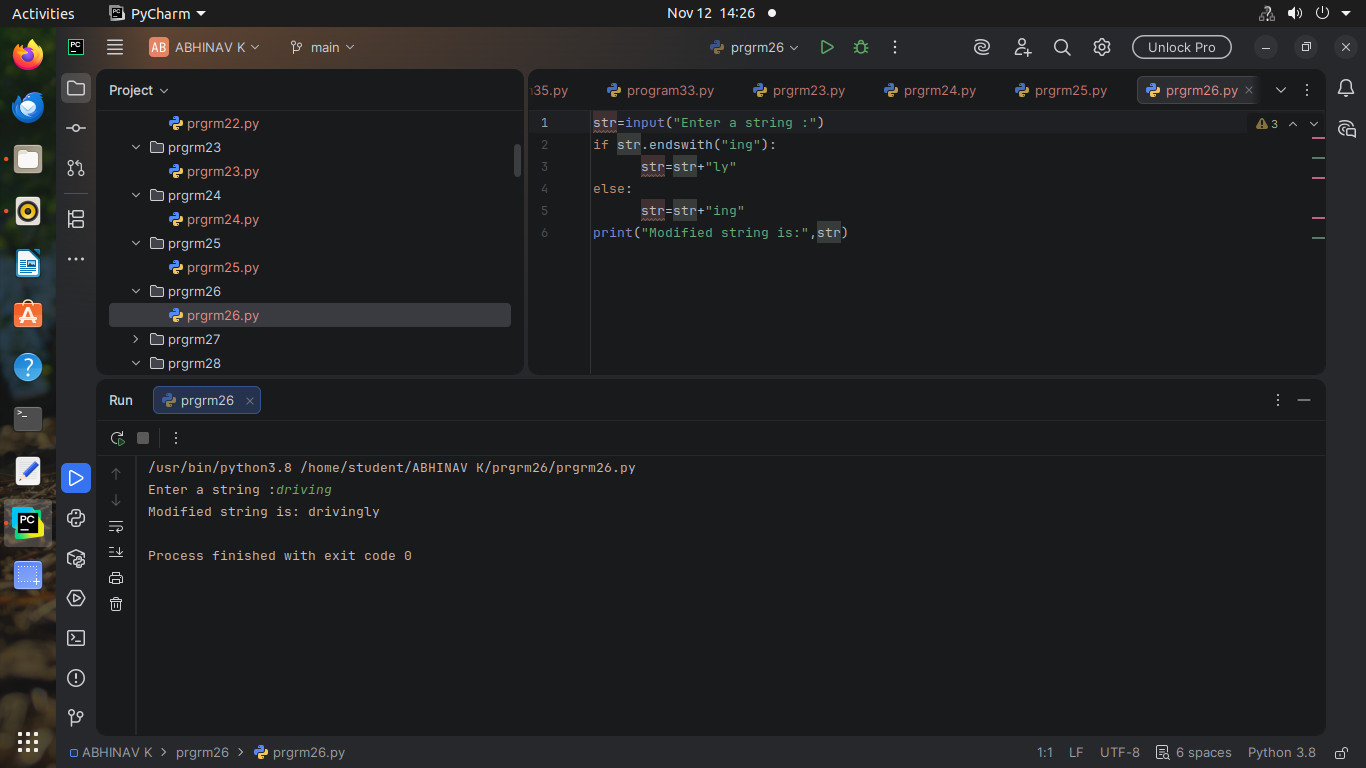 Activities PyCharm Nov 12 14:26
PC AB ABHINAV K main prgrm26 Unlock Pro
Project
prgrm22.py
prgrm23
prgrm23.py
prgrm24
prgrm24.py
prgrm25
prgrm25.py
prgrm26
prgrm26.py
prgrm27
prgrm28
35.py program33.py prgrm23.py prgrm24.py prgrm25.py prgrm26.py
1 str=input("Enter a string :") 3
2 if str.endswith("ing"):
3 str=str+"ly"
4 else:
5 str=str+"ing"
6 print("Modified string is:",str)
Run prgrm26
/usr/bin/python3.8 /home/student/ABHINAV K/prgrm26/prgrm26.py
Enter a string :driving
Modified string is: drivingly
Process finished with exit code 0
PC
ABHINAV K prgrm26 prgrm26.py 1:1 LF UTF-8 6 spaces Python 3.8